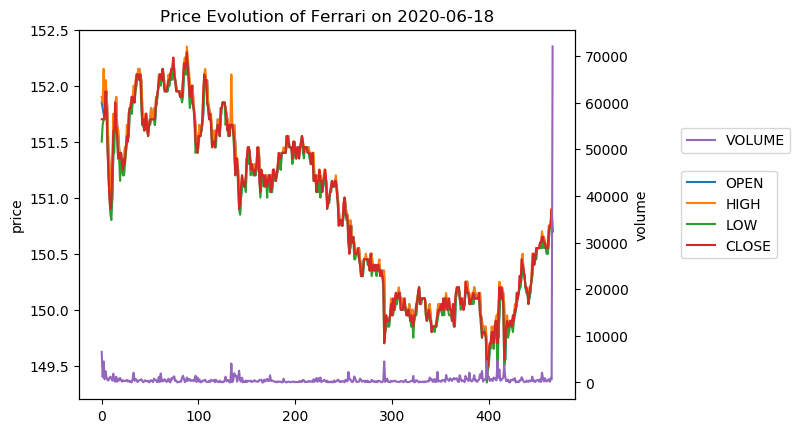 Price Evolution of Ferrari on 2020-06-18
152.5
152.0
151.5
151.0
150.5
150.0
149.5
price
0
100
200
300
400
70000
60000
50000
40000
30000
20000
10000
0
volume
VOLUME
OPEN
HIGH
LOW
CLOSE